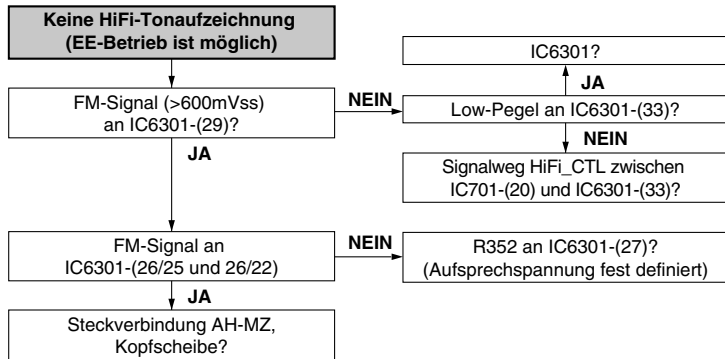 Keine HiFi-Tonaufzeichnung
(EE-Betrieb ist möglich)
IC6301?
JA
FM-Signal (>600mVss)
an IC6301-(29)?
NEIN
Low-Pegel an IC6301-(33)?
JA
NEIN
Signalweg HiFi_CTL zwischen
IC701-(20) und IC6301-(33)?
FM-Signal an
IC6301-(26/25 und 26/22)
NEIN
R352 an IC6301-(27)?
(Aufsprechspannung fest definiert)
JA
Steckverbindung AH-MZ,
Kopfscheibe?